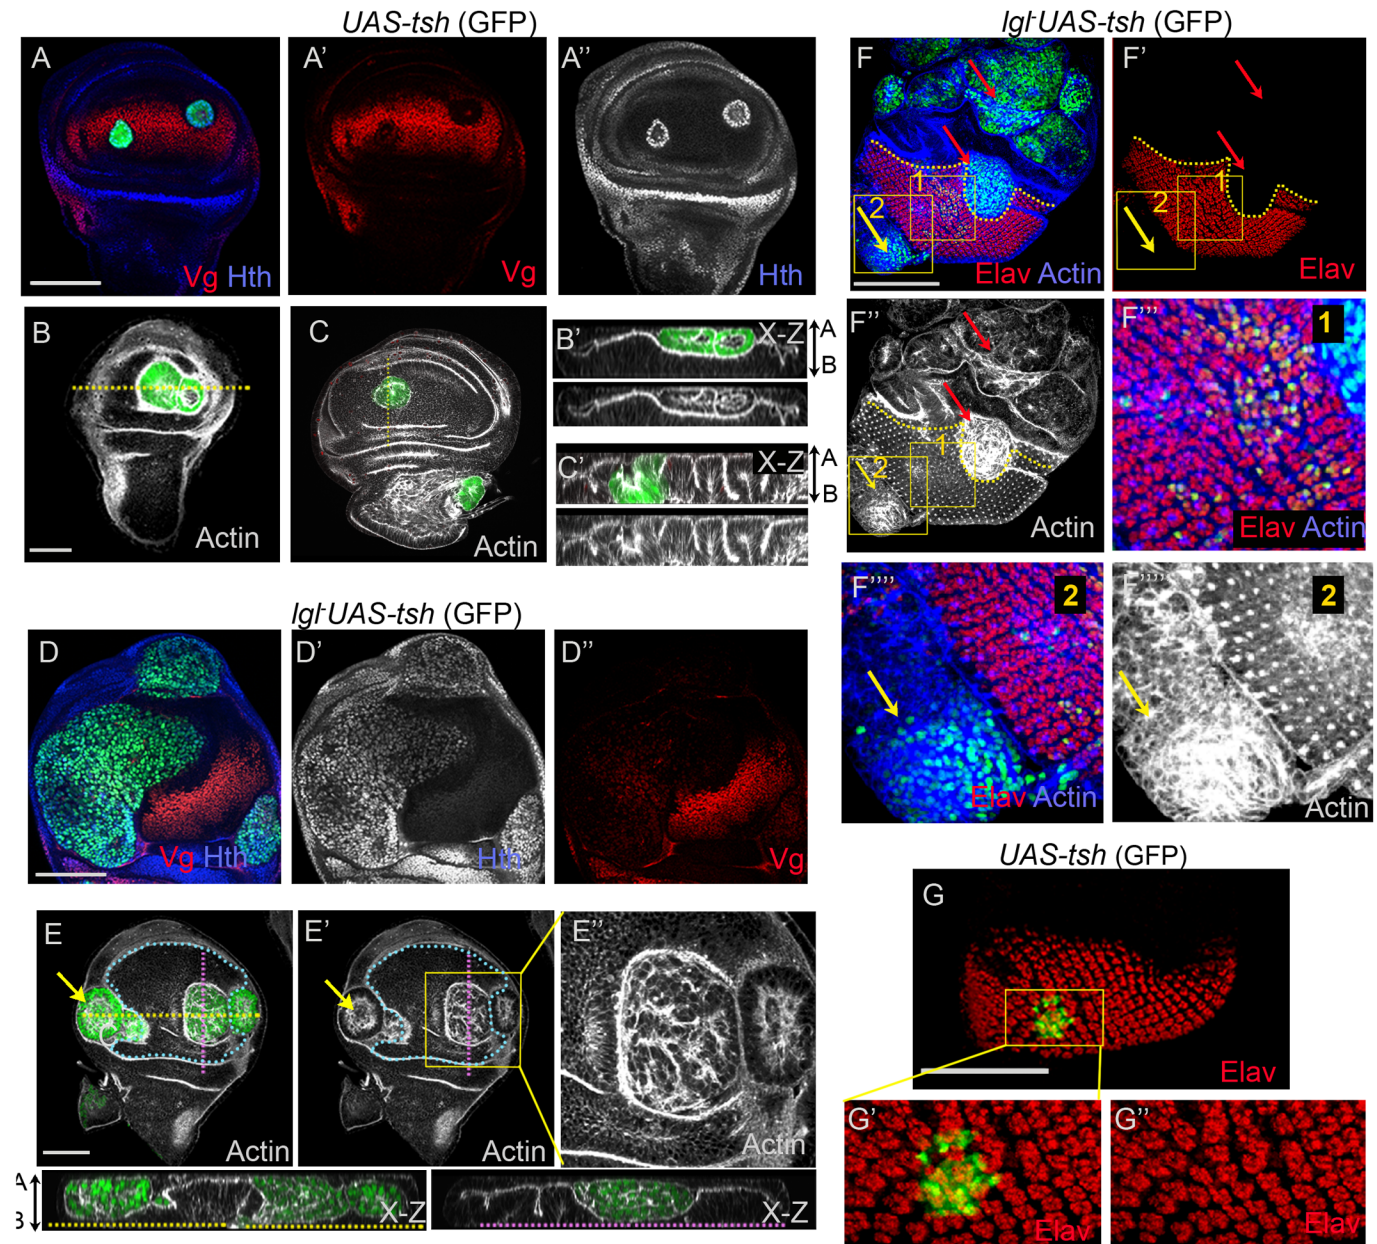 UAS-tsh (GFP)
A
Vg Hth
A'
Vg
A''
Hth
B
Actin
C
Actin
B'
X-Z
A
B
C'
X-Z
A
B
lgl-UAS-tsh (GFP)
D
Vg Hth
D'
Hth
D''
Vg
E
Actin
E'
Actin
E''
Actin
A
B
X-Z
X-Z
lgl-UAS-tsh (GFP)
F
1
2
Elav Actin
F'
1
2
Elav
F''
1
2
Actin
F'''
1
Elav Actin
F''''
2
Elav Actin
F'''''
2
Actin
UAS-tsh (GFP)
G
Elav
G'
Elav
G''
Elav